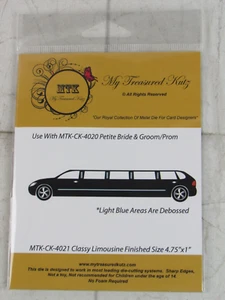 MTK
My Treasured Kutz
My Treasured Kutz
©All Rights Reserved
"Our Royal Collection Of Metal Die For Card Designers"
Use With MTK-CK-4020 Petite Bride & Groom/Prom
*Light Blue Areas Are Debossed
MTK-CK-4021 Classy Limousine Finished Size 4.75"x1"
www.mytreasuredkutz.com
This die is designed to work in most leading die-cutting systems. Sharp Edges,
Not a toy, Not recommended for Children under the age of 14.
No Foam Required